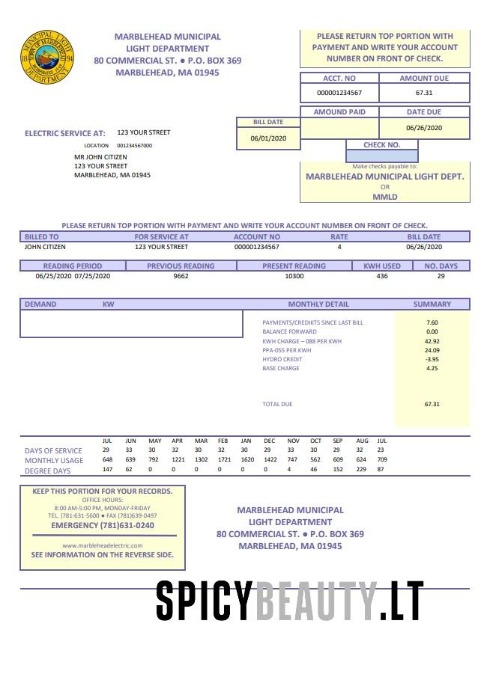 MARBLEHEAD MUNICIPAL
LIGHT DEPARTMENT
80 COMMERCIAL ST. ● P.O. BOX 369
MARBLEHEAD, MA 01945
PLEASE RETURN TOP PORTION WITH
PAYMENT AND WRITE YOUR ACCOUNT
NUMBER ON FRONT OF CHECK.
ACCT. NO AMOUNT DUE
000001234567 67.31
AMOUNT PAID DATE DUE
06/26/2020
BILL DATE
06/01/2020
CHECK NO.
ELECTRIC SERVICE AT: 123 YOUR STREET
LOCATION 001234567000
MR JOHN CITIZEN
123 YOUR STREET
MARBLEHEAD, MA 01945
Make checks payable to:
MARBLEHEAD MUNICIPAL LIGHT DEPT.
OR
MMLD
PLEASE RETURN TOP PORTION WITH PAYMENT AND WRITE YOUR ACCOUNT NUMBER ON FRONT OF CHECK.
BILLED TO FOR SERVICE AT ACCOUNT NO RATE BILL DATE
JOHN CITIZEN 123 YOUR STREET 000001234567 4 06/26/2020
READING PERIOD PREVIOUS READING PRESENT READING KWH USED NO. DAYS
06/25/2020 07/25/2020 9662 10300 436 29
DEMAND KW MONTHLY DETAIL SUMMARY
PAYMENTS/CREDIITS SINCE LAST BILL 7.60
BALANCE FORWARD 0.00
KWH CHARGE – 088 PER KWH 42.92
PPA-055 PER KWH 24.09
HYDRO CREDIT -3.95
BASE CHARGE 4.25
TOTAL DUE 67.31
JUL JUN MAY APR MAR FEB JAN DEC NOV OCT SEP AUG JUL
DAYS OF SERVICE 29 33 30 32 30 32 30 29 33 30 29 32 23
MONTHLY USAGE 648 639 792 1221 1302 1721 1620 1422 747 562 609 624 709
DEGREE DAYS 147 62 0 0 0 0 0 0 4 46 152 229 87
KEEP THIS PORTION FOR YOUR RECORDS.
OFFICE HOURS:
8:00 AM-5:00 PM, MONDAY-FRIDAY
TEL. (781)-631-5600 ● FAX (781)639-0497
EMERGENCY (781)631-0240
www.marbleheadelectric.com
SEE INFORMATION ON THE REVERSE SIDE.
MARBLEHEAD MUNICIPAL
LIGHT DEPARTMENT
80 COMMERCIAL ST. ● P.O. BOX 369
MARBLEHEAD, MA 01945
SPICYBEAUTY.LT